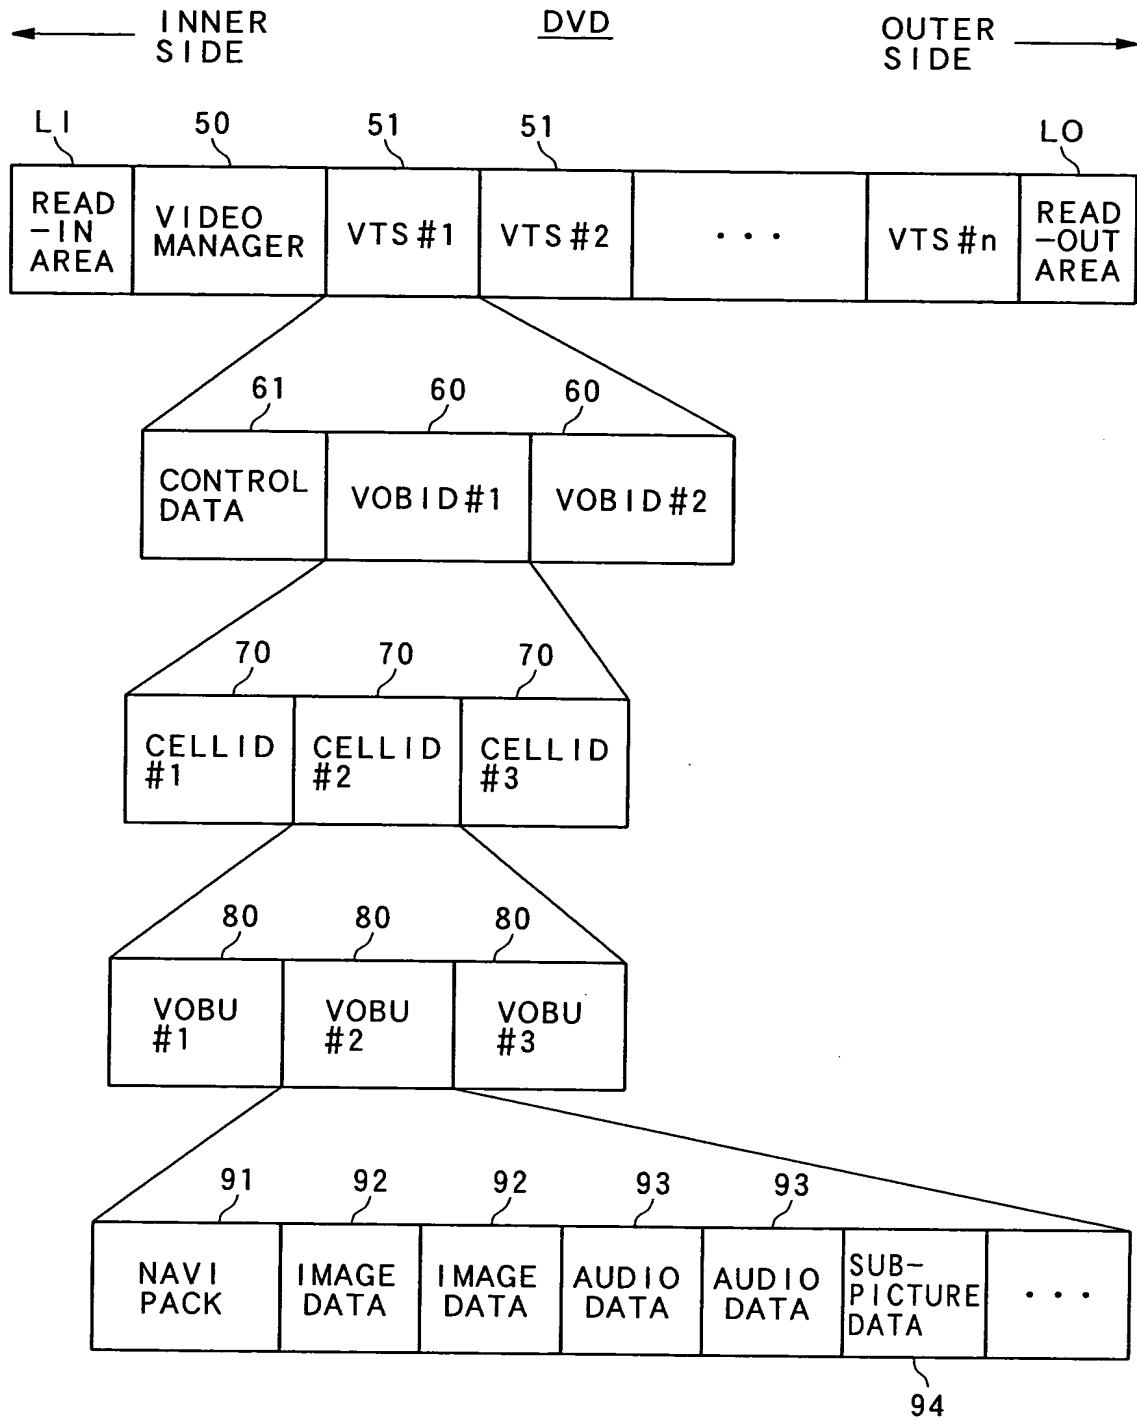 INNER SIDE
DVD
OUTER SIDE
LI
50
51
51
LO
READ-IN AREA
VIDEO MANAGER
VTS#1
VTS#2
...
VTS#n
READ-OUT AREA
61
60
60
CONTROL DATA
VOBID#1
VOBID#2
70
70
70
CELLID #1
CELLID #2
CELLID #3
80
80
80
VOBU #1
VOBU #2
VOBU #3
91
92
92
93
93
NAVI PACK
IMAGE DATA
IMAGE DATA
AUDIO DATA
AUDIO DATA
SUB-PICTURE DATA
...
94